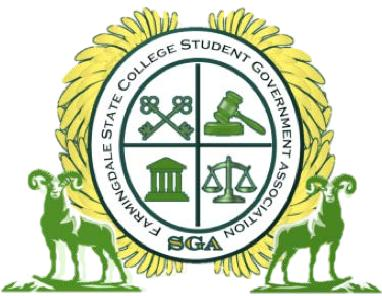 FARMINGDALE STATE COLLEGE STUDENT GOVERNMENT ASSOCIATION
SGA